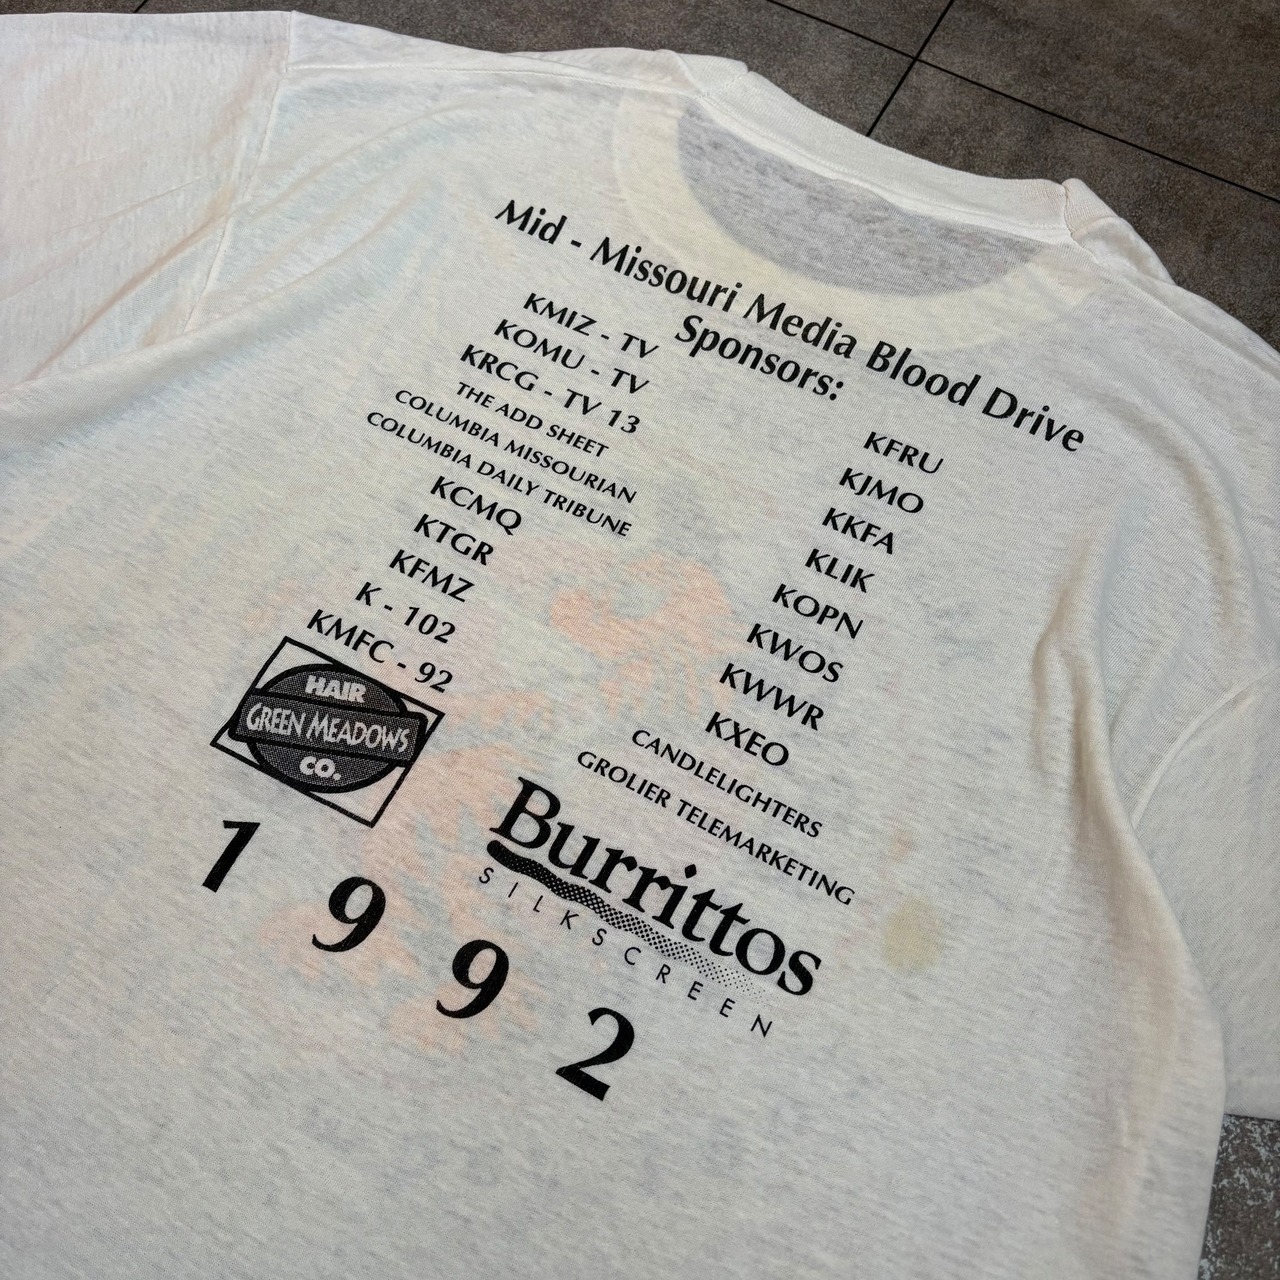 Mid - Missouri Media Blood Drive
Sponsors:
KMIZ - TV
KOMU - TV
KRCG - TV 13
THE ADD SHEET
COLUMBIA MISSOURIAN
COLUMBIA DAILY TRIBUNE
KCMQ
KTGR
KFMZ
K - 102
KMFC - 92
HAIR
GREEN MEADOWS
CO.
KFRU
KJMO
KKFA
KLIK
KOPN
KWOS
KWWR
KXEO
CANDLELIGHTERS
GROLIER TELEMARKETING
Burrittos
SILKSCREEN
1992